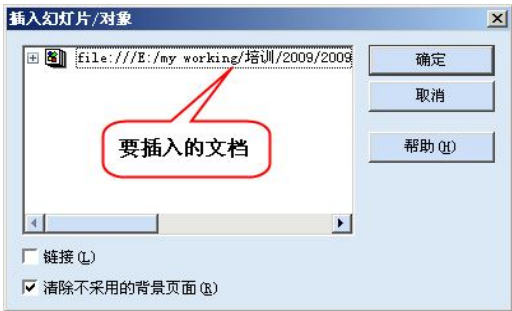 插入幻灯片/对象
file:///E:/my working/培训/2009/2009
确定
取消
要插入的文档
帮助(H)
链接(L)
清除不采用的背景页面(R)